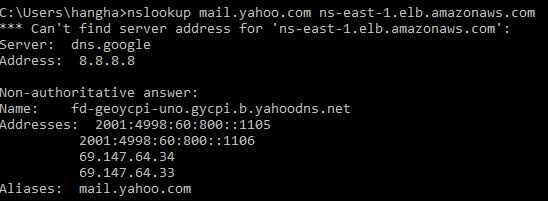 C:\Users\hangha>nslookup mail.yahoo.com ns-east-1.elb.amazonaws.com
*** Can't find server address for 'ns-east-1.elb.amazonaws.com':
Server:  dns.google
Address:  8.8.8.8

Non-authoritative answer:
Name:    fd-geoycpi-uno.gycpi.b.yahoodns.net
Addresses:  2001:4998:60:800::1105
          2001:4998:60:800::1106
          69.147.64.34
          69.147.64.33
Aliases:  mail.yahoo.com